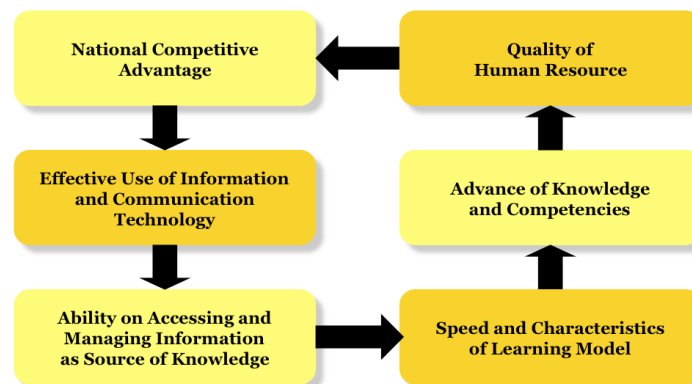 National Competitive
Advantage
Quality of
Human Resource
Effective Use of Information
and Communication
Technology
Advance of Knowledge
and Competencies
Ability on Accessing and
Managing Information
as Source of Knowledge
Speed and Characteristics
of Learning Model